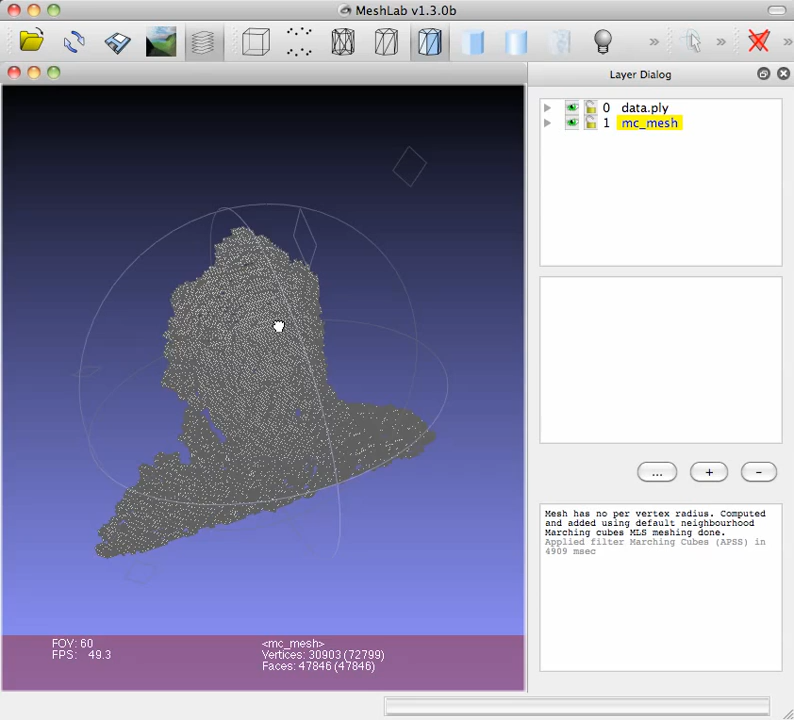 MeshLab v1.3.0b
Layer Dialog
0 data.ply
1 mc_mesh
Mesh has no per vertex radius. Computed
and added using default neighbourhood
Marching cubes MLS meshing done.
Applied filter Marching Cubes (APSS) in
4909 msec
... + -
FOV: 60
FPS: 49.3
<mc_mesh>
Vertices: 30903 (72799)
Faces: 47846 (47846)